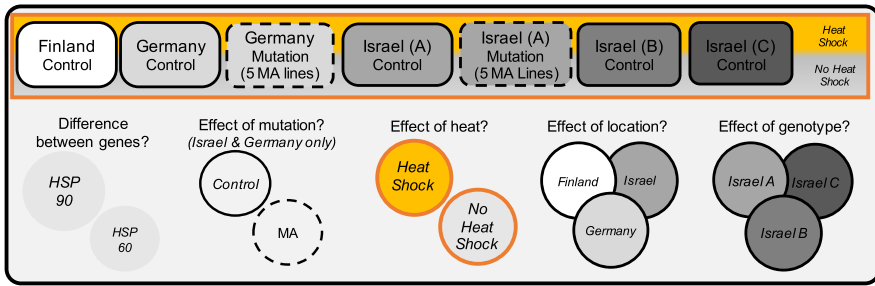 Finland
Control
Germany
Control
Germany
Mutation
(5 MA lines)
Israel (A)
Control
Israel (A)
Mutation
(5 MA Lines)
Israel (B)
Control
Israel (C)
Control
Heat
Shock
No Heat
Shock
Difference
between genes?
HSP
90
HSP
60
Effect of mutation?
(Israel & Germany only)
Control
MA
Effect of heat?
Heat
Shock
No
Heat
Shock
Effect of location?
Finland
Israel
Germany
Effect of genotype?
Israel A
Israel C
Israel B